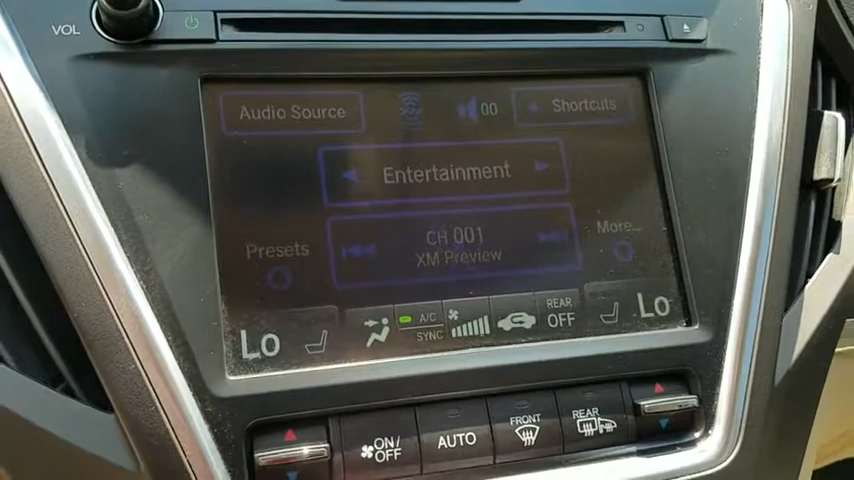 VOL
Audio Source
00
Shortcuts
Entertainment
CH 001
XM Preview
Presets
More...
Lo
A/C
SYNC
REAR
OFF
Lo
ON/
OFF
AUTO
FRONT
REAR